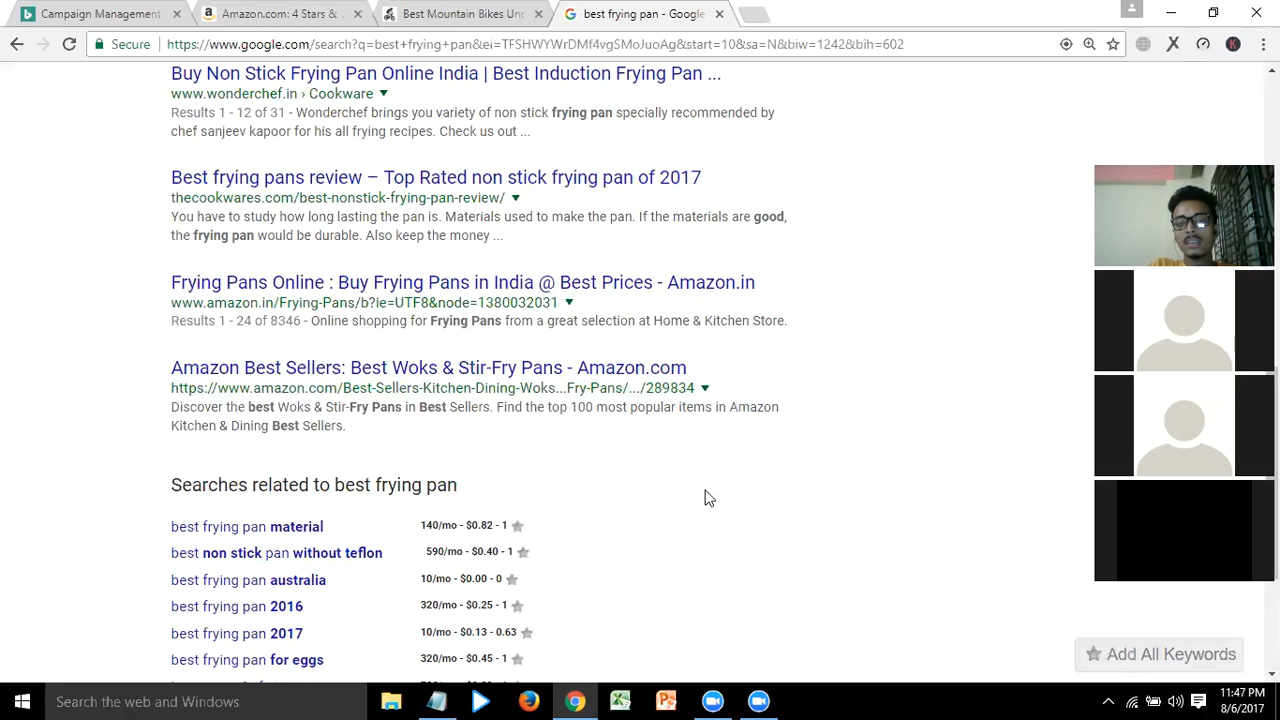 Campaign Management
Amazon.com: 4 Stars &
Best Mountain Bikes Und
best frying pan - Google
Secure
https://www.google.com/search?q=best+frying+pan&ei=TFSHWYWrDMf4vgSMoJuoAg&start=10&sa=N&biw=1242&bih=602
Buy Non Stick Frying Pan Online India | Best Induction Frying Pan ...
www.wonderchef.in › Cookware
Results 1 - 12 of 31 - Wonderchef brings you variety of non stick frying pan specially recommended by
chef sanjeev kapoor for his all frying recipes. Check us out ...
Best frying pans review – Top Rated non stick frying pan of 2017
thecookwares.com/best-nonstick-frying-pan-review/
You have to study how long lasting the pan is. Materials used to make the pan. If the materials are good,
the frying pan would be durable. Also keep the money ...
Frying Pans Online : Buy Frying Pans in India @ Best Prices - Amazon.in
www.amazon.in/Frying-Pans/b?ie=UTF8&node=1380032031
Results 1 - 24 of 8346 - Online shopping for Frying Pans from a great selection at Home & Kitchen Store.
Amazon Best Sellers: Best Woks & Stir-Fry Pans - Amazon.com
https://www.amazon.com/Best-Sellers-Kitchen-Dining-Woks...Fry-Pans/.../289834
Discover the best Woks & Stir-Fry Pans in Best Sellers. Find the top 100 most popular items in Amazon
Kitchen & Dining Best Sellers.
Searches related to best frying pan
best frying pan material 140/mo - $0.82 - 1
best non stick pan without teflon 590/mo - $0.40 - 1
best frying pan australia 10/mo - $0.00 - 0
best frying pan 2016 320/mo - $0.25 - 1
best frying pan 2017 10/mo - $0.13 - 0.63
best frying pan for eggs 320/mo - $0.45 - 1
Add All Keywords
Search the web and Windows
11:47 PM
8/6/2017